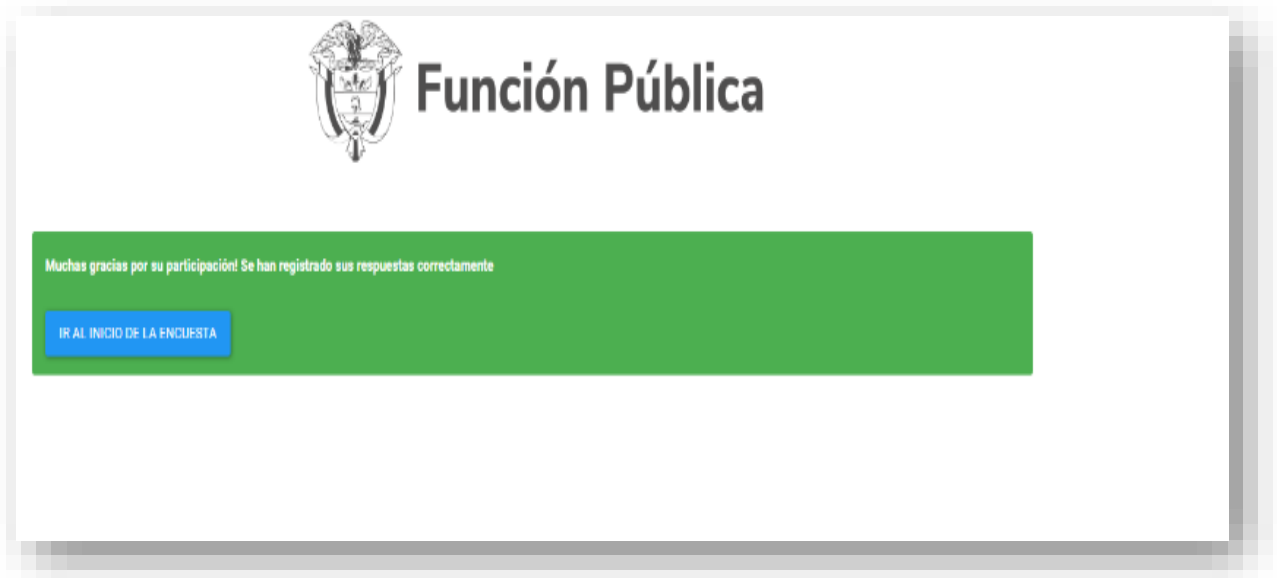 Función Pública
Muchas gracias por su participación! Se han registrado sus respuestas correctamente
IR AL INICIO DE LA ENCUESTA